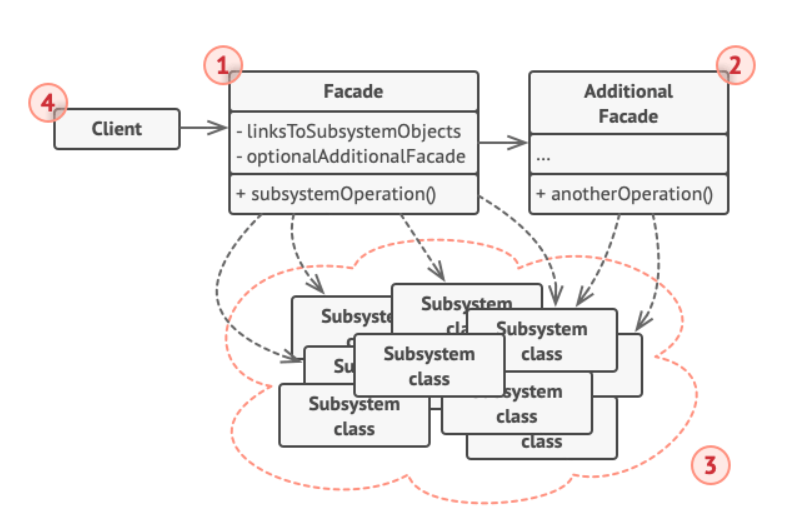 1
2
4
Facade
Additional
Facade
Client
- linksToSubsystemObjects
- optionalAdditionalFacade
...
+ subsystemOperation()
+ anotherOperation()
Subsystem
class
Subsystem
class
Subsystem
class
Subsystem
class
class
3